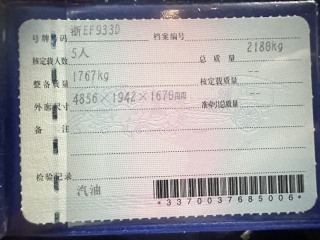 号牌号码 浙EF933D 档案编号
核定载人数 5人 总质量 2180kg
整备质量 1767kg 核定载质量 --
外廓尺寸 4856×1942×1670mm 准牵引总质量 --
备注
检验记录
汽油
*3370037685006*